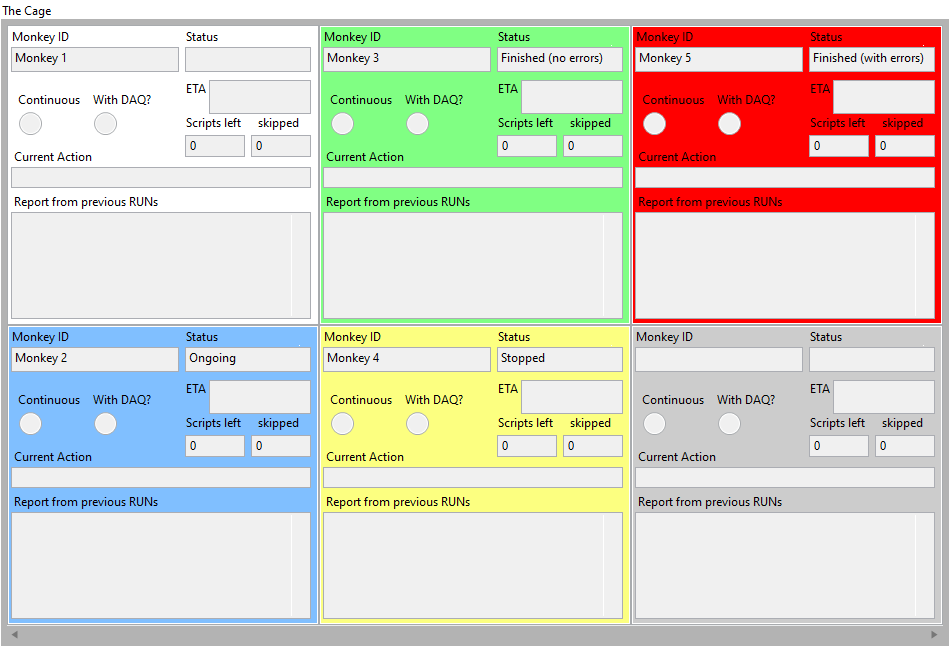 The Cage
Monkey ID Status
Monkey 1
ETA
Continuous With DAQ?
Scripts left skipped
0 0
Current Action
Report from previous RUNs
Monkey ID Status
Monkey 3 Finished (no errors)
ETA
Continuous With DAQ?
Scripts left skipped
0 0
Current Action
Report from previous RUNs
Monkey ID Status
Monkey 5 Finished (with errors)
ETA
Continuous With DAQ?
Scripts left skipped
0 0
Current Action
Report from previous RUNs
Monkey ID Status
Monkey 2 Ongoing
ETA
Continuous With DAQ?
Scripts left skipped
0 0
Current Action
Report from previous RUNs
Monkey ID Status
Monkey 4 Stopped
ETA
Continuous With DAQ?
Scripts left skipped
0 0
Current Action
Report from previous RUNs
Monkey ID Status
ETA
Continuous With DAQ?
Scripts left skipped
0 0
Current Action
Report from previous RUNs